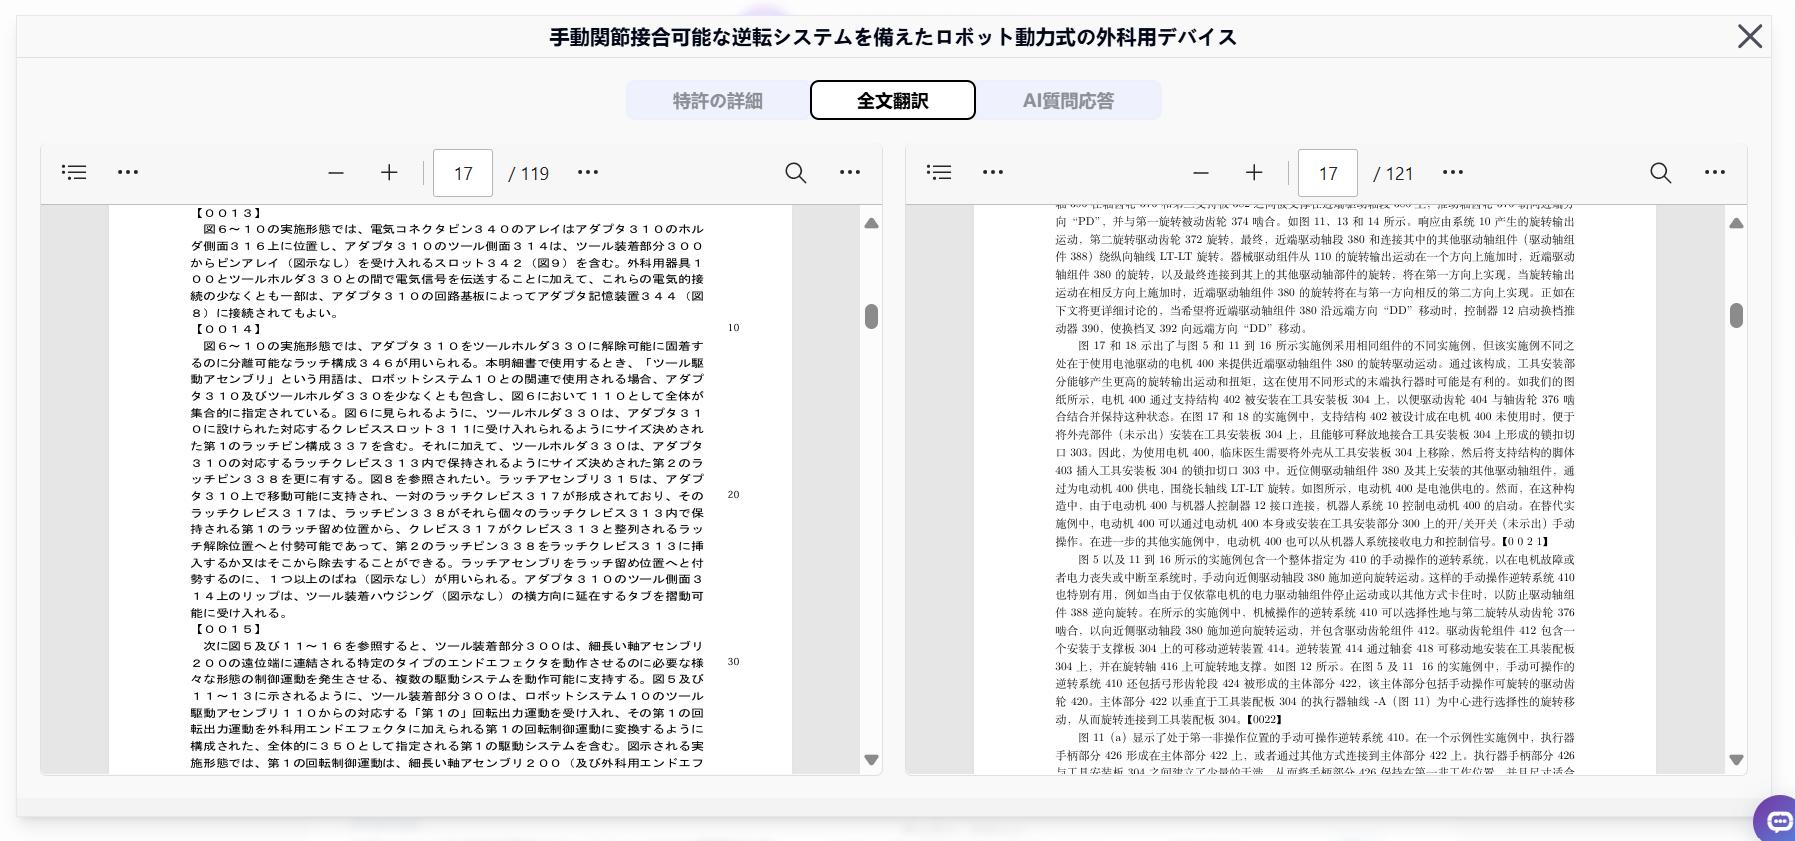 手動関節接合可能な逆転システムを備えたロボット動力式の外科用デバイス
特許の詳細
全文翻訳
AI質問応答
17 / 119
17 / 121
【００１３】
図６～１０の実施形態では、電気コネクタピン３４０のアレイはアダプタ３１０のホル
ダ側面３１６上に位置し、アダプタ３１０のツール側面３１４は、ツール装着部分３００
からピンアレイ（図示なし）を受け入れるスロット３４２（図９）を含む。外科用器具１
００とツールホルダ３３０との間で電気信号を伝送することに加えて、これらの電気的接
続の少なくとも一部は、アダプタ３１０の回路基板によってアダプタ記憶装置３４４（図
８）に接続されてもよい。
【００１４】
10
図６～１０の実施形態では、アダプタ３１０をツールホルダ３３０に解除可能に固着す
るのに分離可能なラッチ構成３４６が用いられる。本明細書で使用するとき、「ツール駆
動アセンブリ」という用語は、ロボットシステム１０との関連で使用される場合、アダプ
タ３１０及びツールホルダ３３０を少なくとも包含し、図６において１１０として全体が
集合的に指定されている。図６に見られるように、ツールホルダ３３０は、アダプタ３１
０に設けられた対応するクレビススロット３１１に受け入れられるようにサイズ決めされ
た第１のラッチピン構成３３７を含む。それに加えて、ツールホルダ３３０は、アダプタ
３１０の対応するラッチクレビス３１３内で保持されるようにサイズ決めされた第２のラ
ッチピン３３８を更に有する。図８を参照されたい。ラッチアセンブリ３１５は、アダプ
タ３１０上で移動可能に支持され、一対のラッチクレビス３１７が形成されており、その
20
ラッチクレビス３１７は、ラッチピン３３８がそれら個々のラッチクレビス３１３内で保
持される第１のラッチ留め位置から、クレビス３１７がクレビス３１３と整列されるラッ
チ解除位置へと付勢可能であって、第２のラッチピン３３８をラッチクレビス３１３に挿
入するか又はそこから除去することができる。ラッチアセンブリをラッチ留め位置へと付
勢するのに、１つ以上のばね（図示なし）が用いられる。アダプタ３１０のツール側面３
１４上のリップは、ツール装着ハウジング（図示なし）の横方向に延在するタブを摺動可
能に受け入れる。
【００１５】
次に図５及び１１～１６を参照すると、ツール装着部分３００は、細長い軸アセンブリ
２００の遠位端に連結される特定のタイプのエンドエフェクタを動作させるのに必要な様
30
々な形態の制御運動を発生させる、複数の駆動システムを動作可能に支持する。図５及び
１１～１３に示されるように、ツール装着部分３００は、ロボットシステム１０のツール
駆動アセンブリ１１０からの対応する「第１の」回転出力運動を受け入れ、その第１の回
転出力運動を外科用エンドエフェクタに加えられる第１の回転制御運動に変換するように
構成された、全体的に３５０として指定される第１の駆動システムを含む。図示される実
施形態では、第１の回転制御運動は、細長い軸アセンブリ２００（及び外科用エンドエフ
向 “PD”，并与第一旋转被动齿轮 374 啮合。如图 11、13 和 14 所示。响应由系统 10 产生的旋转输出
运动，第二旋转驱动齿轮 372 旋转，最终，近端驱动轴段 380 和连接其中的其他驱动轴组件（驱动轴组
件 388）绕纵向轴线 LT-LT 旋转。器械驱动组件从 110 的旋转输出运动在一个方向上施加时，近端驱动
轴组件 380 的旋转，以及最终连接到其上的其他驱动轴部件的旋转，将在第一方向上实现，当旋转输出
运动在相反方向上施加时，近端驱动轴组件 380 的旋转将在与第一方向相反的第二方向上实现。正如在
下文将更详细讨论的，当希望将近端驱动轴组件 380 沿远端方向 “DD” 移动时，控制器 12 启动换档推
动器 390，使换档叉 392 向远端方向 “DD” 移动。
图 17 和 18 示出了与图 5 和 11 到 16 所示实施例采用相同组件的不同实施例，但该实施例不同之
处在于使用电池驱动的电机 400 来提供近端驱动轴组件 380 的旋转驱动运动。通过该构成，工具安装部
分能够产生更高的旋转输出运动和扭矩，这在使用不同形式的末端执行器时可能是有利的。如我们的图
纸所示，电机 400 通过支持结构 402 被安装在工具安装板 304 上，以便驱动齿轮 404 与轴齿轮 376 啮
合结合并保持这种状态。在图 17 和 18 的实施例中，支持结构 402 被设计成在电机 400 未使用时，便于
将外壳部件（未示出）安装在工具安装板 304 上，且能够可释放地接合工具安装板 304 上形成的锁扣切
口 303。因此，为使用电机 400，临床医生需要将外壳从工具安装板 304 上移除，然后将支持结构的脚体
403 插入工具安装板 304 的锁扣切口 303 中。近位侧驱动轴组件 380 及其上安装的其他驱动轴组件，通
过为电动机 400 供电，围绕长轴线 LT-LT 旋转。如图所示，电动机 400 是电池供电的。然而，在这种构
造中，由于电动机 400 与机器人控制器 12 接口连接，机器人系统 10 控制电动机 400 的启动。在替代实
施例中，电动机 400 可以通过电动机 400 本身或安装在工具安装部分 300 上的开/关开关（未示出）手动
操作。在进一步的其他实施例中，电动机 400 也可以从机器人系统接收电力和控制信号。【0 0 2 1】
图 5 以及 11 到 16 所示的实施例包含一个整体指定为 410 的手动操作的逆转系统，以在电机故障或
者电力丧失或中断至系统时，手动向近侧驱动轴段 380 施加逆向旋转运动。这样的手动操作逆转系统 410
也特别有用，例如当由于仅依靠电机的电力驱动轴组件停止运动或以其他方式卡住时，以防止驱动轴组
件 388 逆向旋转。在所示的实施例中，机械操作的逆转系统 410 可以选择性地与第二旋转从动齿轮 376
啮合，以向近侧驱动轴段 380 施加逆向旋转运动，并包含驱动齿轮组件 412。驱动齿轮组件 412 包含一
个安装于支撑板 304 上的可移动逆转装置 414。逆转装置 414 通过轴套 418 可移动地安装在工具装配板
304 上，并在旋转轴 416 上可旋转地支撑。如图 12 所示。在图 5 及 11 16 的实施例中，手动可操作的
逆转系统 410 还包括弓形齿轮段 424 被形成的主体部分 422，该主体部分包括手动操作可旋转的驱动齿
轮 420。主体部分 422 以垂直于工具装配板 304 的执行器轴线 -A（图 11）为中心进行选择性的旋转移
动，从而旋转连接到工具装配板 304。【0022】
图 11（a）显示了处于第一非操作位置的手动可操作逆转系统 410。在一个示例性实施例中，执行器
手柄部分 426 形成在主体部分 422 上，或者通过其他方式连接到主体部分 422 上。执行器手柄部分 426
与工具安装板 304 之间建立了少量的干涉，从而将手柄部分 426 保持在第一非工作位置，并且尺寸适合